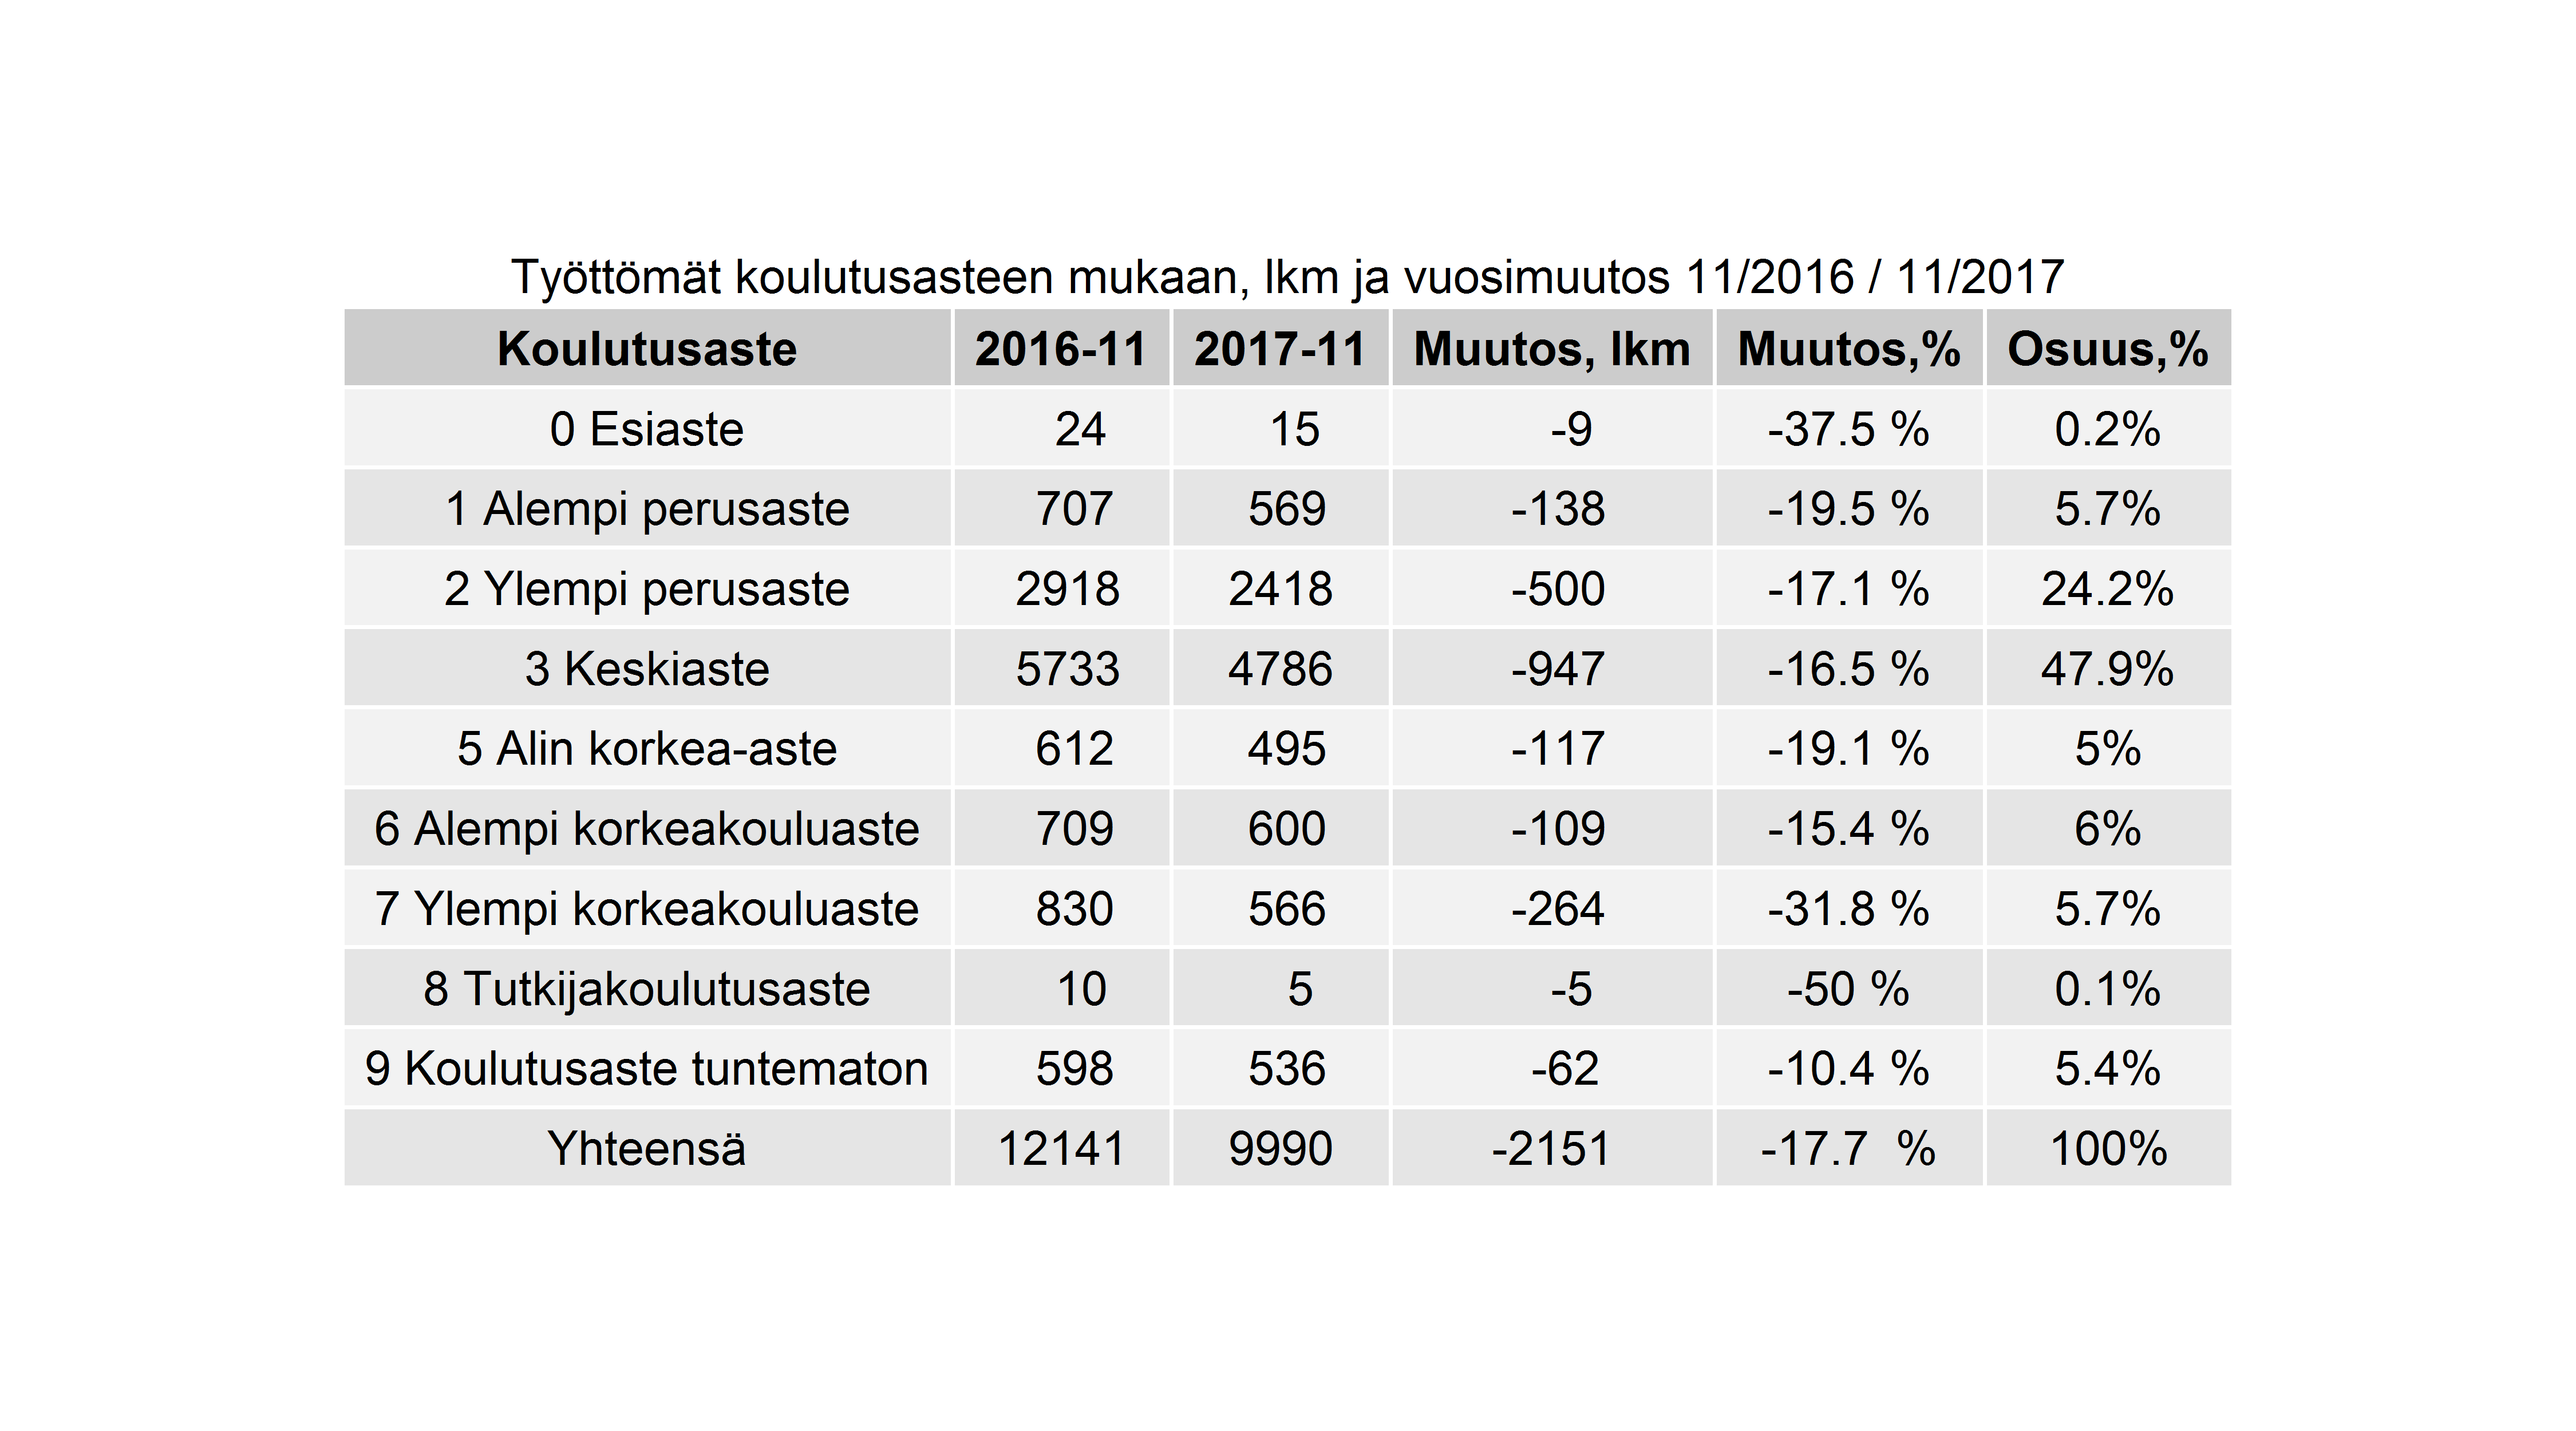 Työttömät koulutusasteen mukaan, lkm ja vuosimuutos 11/2016 / 11/2017
Koulutusaste 2016-11 2017-11 Muutos, lkm Muutos,% Osuus,%
0 Esiaste 24 15 -9 -37.5 % 0.2%
1 Alempi perusaste 707 569 -138 -19.5 % 5.7%
2 Ylempi perusaste 2918 2418 -500 -17.1 % 24.2%
3 Keskiaste 5733 4786 -947 -16.5 % 47.9%
5 Alin korkea-aste 612 495 -117 -19.1 % 5%
6 Alempi korkeakouluaste 709 600 -109 -15.4 % 6%
7 Ylempi korkeakouluaste 830 566 -264 -31.8 % 5.7%
8 Tutkijakoulutusaste 10 5 -5 -50 % 0.1%
9 Koulutusaste tuntematon 598 536 -62 -10.4 % 5.4%
Yhteensä 12141 9990 -2151 -17.7 % 100%